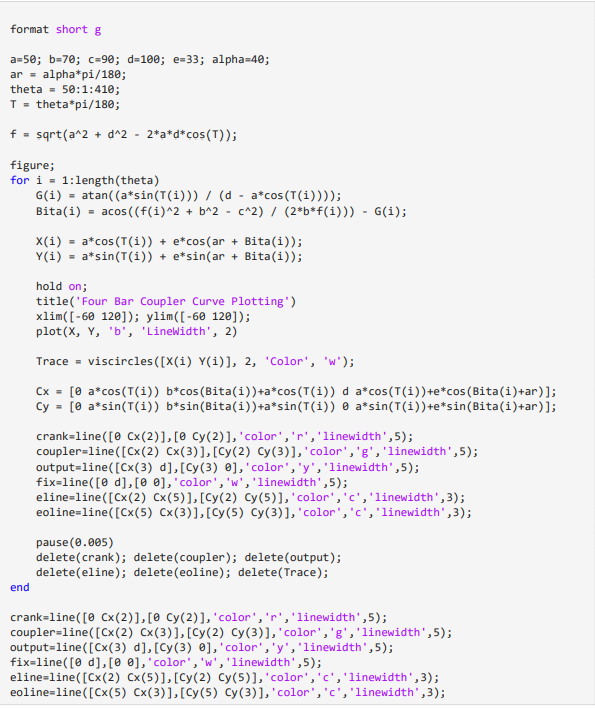 format short g
a=50; b=70; c=90; d=100; e=33; alpha=40;
ar = alpha*pi/180;
theta = 50:1:410;
T = theta*pi/180;
f = sqrt(a^2 + d^2 - 2*a*d*cos(T));
figure;
for i = 1:length(theta)
    G(i) = atan((a*sin(T(i))) / (d - a*cos(T(i))));
    Bita(i) = acos((f(i)^2 + b^2 - c^2) / (2*b*f(i))) - G(i);
    X(i) = a*cos(T(i)) + e*cos(ar + Bita(i));
    Y(i) = a*sin(T(i)) + e*sin(ar + Bita(i));
    hold on;
    title('Four Bar Coupler Curve Plotting')
    xlim([-60 120]); ylim([-60 120]);
    plot(X, Y, 'b', 'LineWidth', 2)
    Trace = viscircles([X(i) Y(i)], 2, 'Color', 'w');
    Cx = [0 a*cos(T(i)) b*cos(Bita(i))+a*cos(T(i)) d a*cos(T(i))+e*cos(Bita(i)+ar)];
    Cy = [0 a*sin(T(i)) b*sin(Bita(i))+a*sin(T(i)) 0 a*sin(T(i))+e*sin(Bita(i)+ar)];
    crank=line([0 Cx(2)],[0 Cy(2)],'color','r','linewidth',5);
    coupler=line([Cx(2) Cx(3)],[Cy(2) Cy(3)],'color','g','linewidth',5);
    output=line([Cx(3) d],[Cy(3) 0],'color','y','linewidth',5);
    fix=line([0 d],[0 0],'color','w','linewidth',5);
    eline=line([Cx(2) Cx(5)],[Cy(2) Cy(5)],'color','c','linewidth',3);
    eoline=line([Cx(5) Cx(3)],[Cy(5) Cy(3)],'color','c','linewidth',3);
    pause(0.005)
    delete(crank); delete(coupler); delete(output);
    delete(eline); delete(eoline); delete(Trace);
end
crank=line([0 Cx(2)],[0 Cy(2)],'color','r','linewidth',5);
coupler=line([Cx(2) Cx(3)],[Cy(2) Cy(3)],'color','g','linewidth',5);
output=line([Cx(3) d],[Cy(3) 0],'color','y','linewidth',5);
fix=line([0 d],[0 0],'color','w','linewidth',5);
eline=line([Cx(2) Cx(5)],[Cy(2) Cy(5)],'color','c','linewidth',3);
eoline=line([Cx(5) Cx(3)],[Cy(5) Cy(3)],'color','c','linewidth',3);